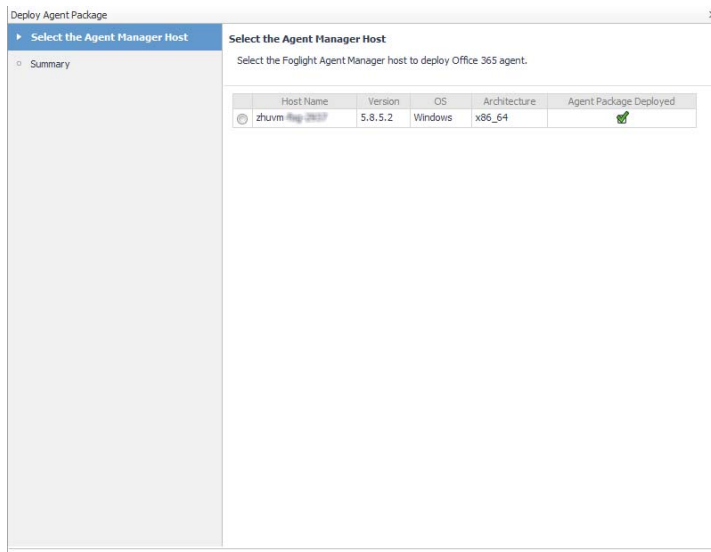 Deploy Agent Package
Select the Agent Manager Host
Summary
Select the Agent Manager Host
Select the Foglight Agent Manager host to deploy Office 365 agent.
Host Name Version OS Architecture Agent Package Deployed
zhuvm 5.8.5.2 Windows x86_64